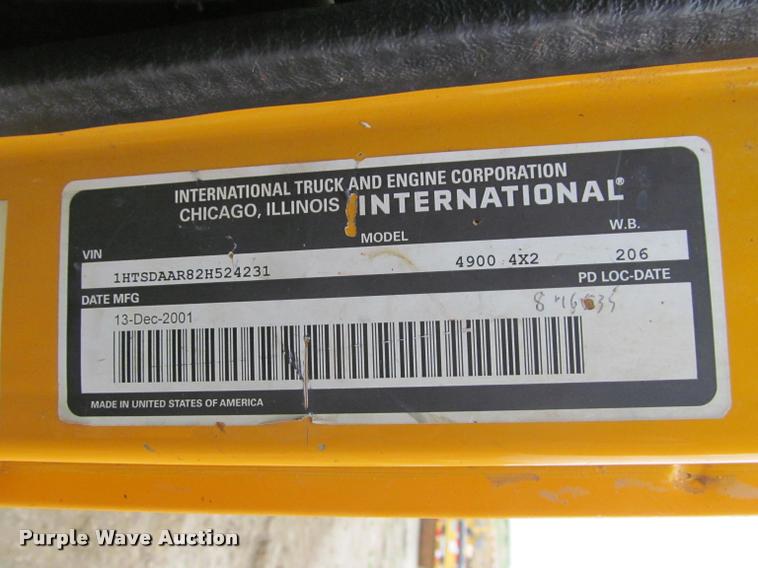 INTERNATIONAL TRUCK AND ENGINE CORPORATION
CHICAGO, ILLINOIS INTERNATIONAL®
VIN MODEL W.B.
1HTSDAAR82H524231 4900 4X2 206
DATE MFG PD LOC-DATE
13-Dec-2001
MADE IN UNITED STATES OF AMERICA
Purple Wave Auction